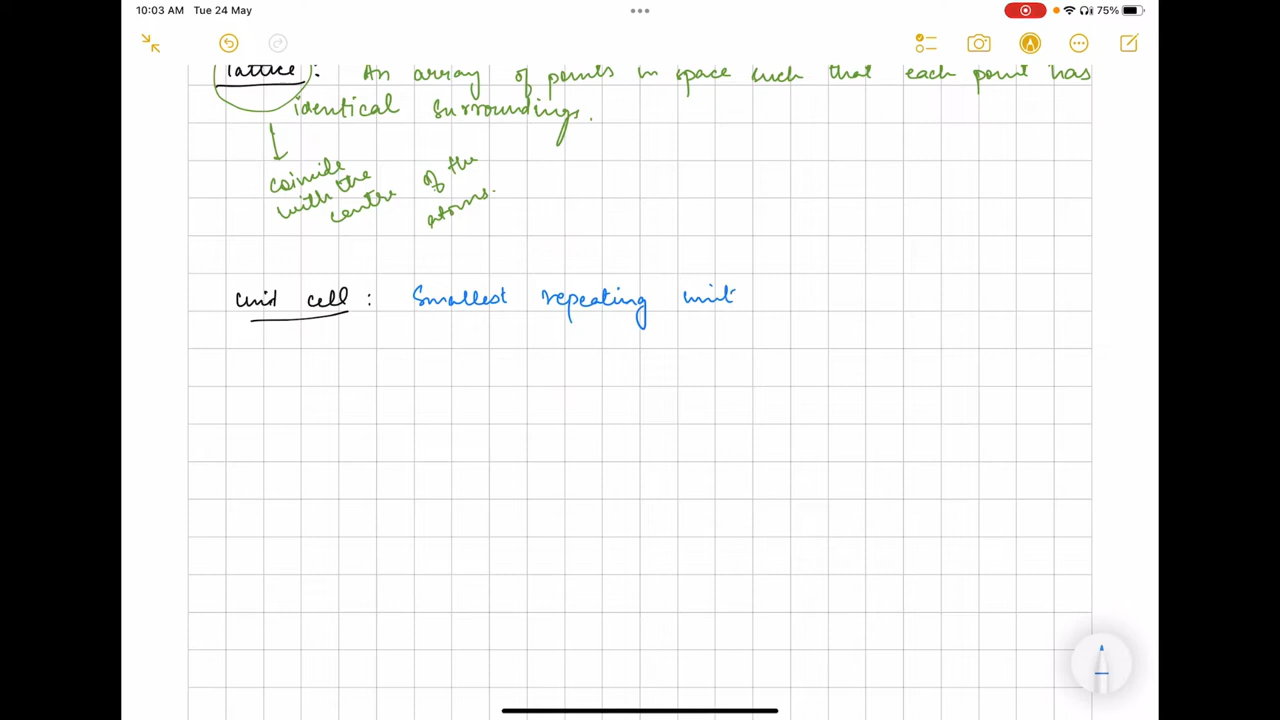 10:03 AM Tue 24 May
75%
lattice : An array of points in space such that each point has
identical surroundings.
coincide
with the
centre of the
atoms.
unit cell : Smallest repeating unit